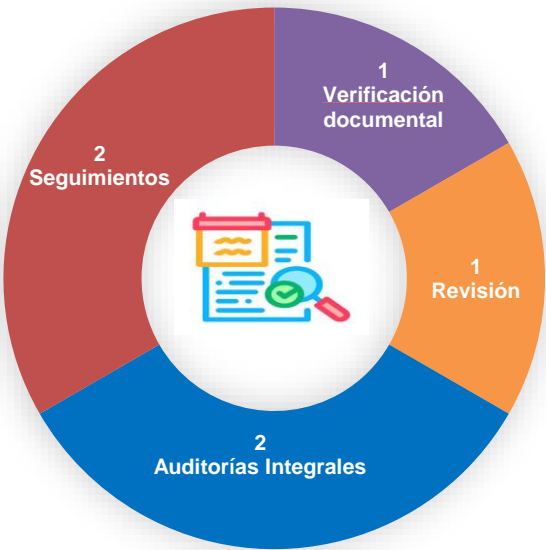 1
Verificación
documental
2
Seguimientos
1
Revisión
2
Auditorías Integrales